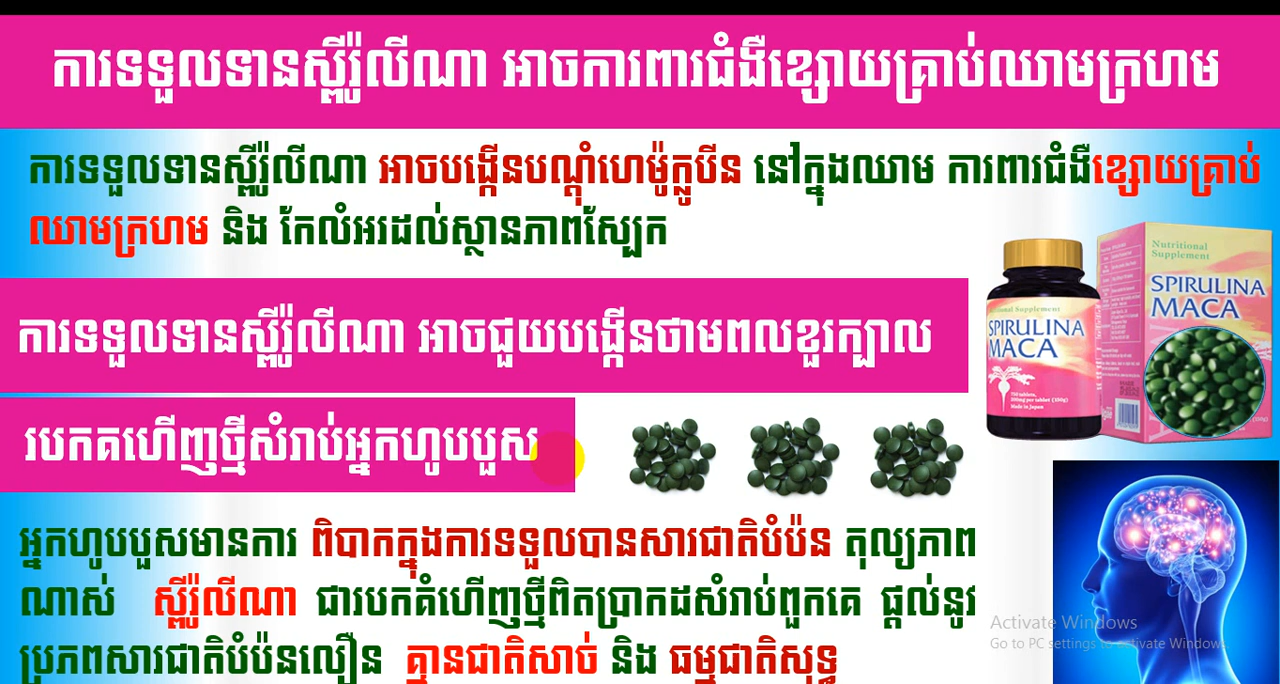 ការទទួលទានស្ពីរ៉ូលីណា អាចការពារជំងឺខ្សោយគ្រាប់ឈាមក្រហម
ការទទួលទានស្ពីរ៉ូលីណា អាចបង្កើនបណ្តុំហេម៉ូក្លូប៊ីន នៅក្នុងឈាម ការពារជំងឺខ្សោយគ្រាប់
ឈាមក្រហម និង កែលំអរដល់ស្ថានភាពស្បែក
Nutritional
Supplement
SPIRULINA
MACA
Nutritional Supplement
SPIRULINA
MACA
Made in Japan
ការទទួលទានស្ពីរ៉ូលីណា អាចជួយបង្កើនថាមពលខួរក្បាល
របកគហើញថ្មីសំរាប់អ្នកហូបបួស
អ្នកហូបបួសមានការ ពិបាកក្នុងការទទួលបានសារជាតិបំប៉ន តុល្យភាព
ណាស់ ស្ពីរ៉ូលីណា ជារបកគំហើញថ្មីពិតប្រាកដសំរាប់ពួកគេ ផ្តល់នូវ
ប្រភពសារជាតិបំប៉នលឿន គ្មានជាតិសាច់ និង ធម្មជាតិសុទ្ធ
Activate Windows
Go to PC settings to activate Windows.